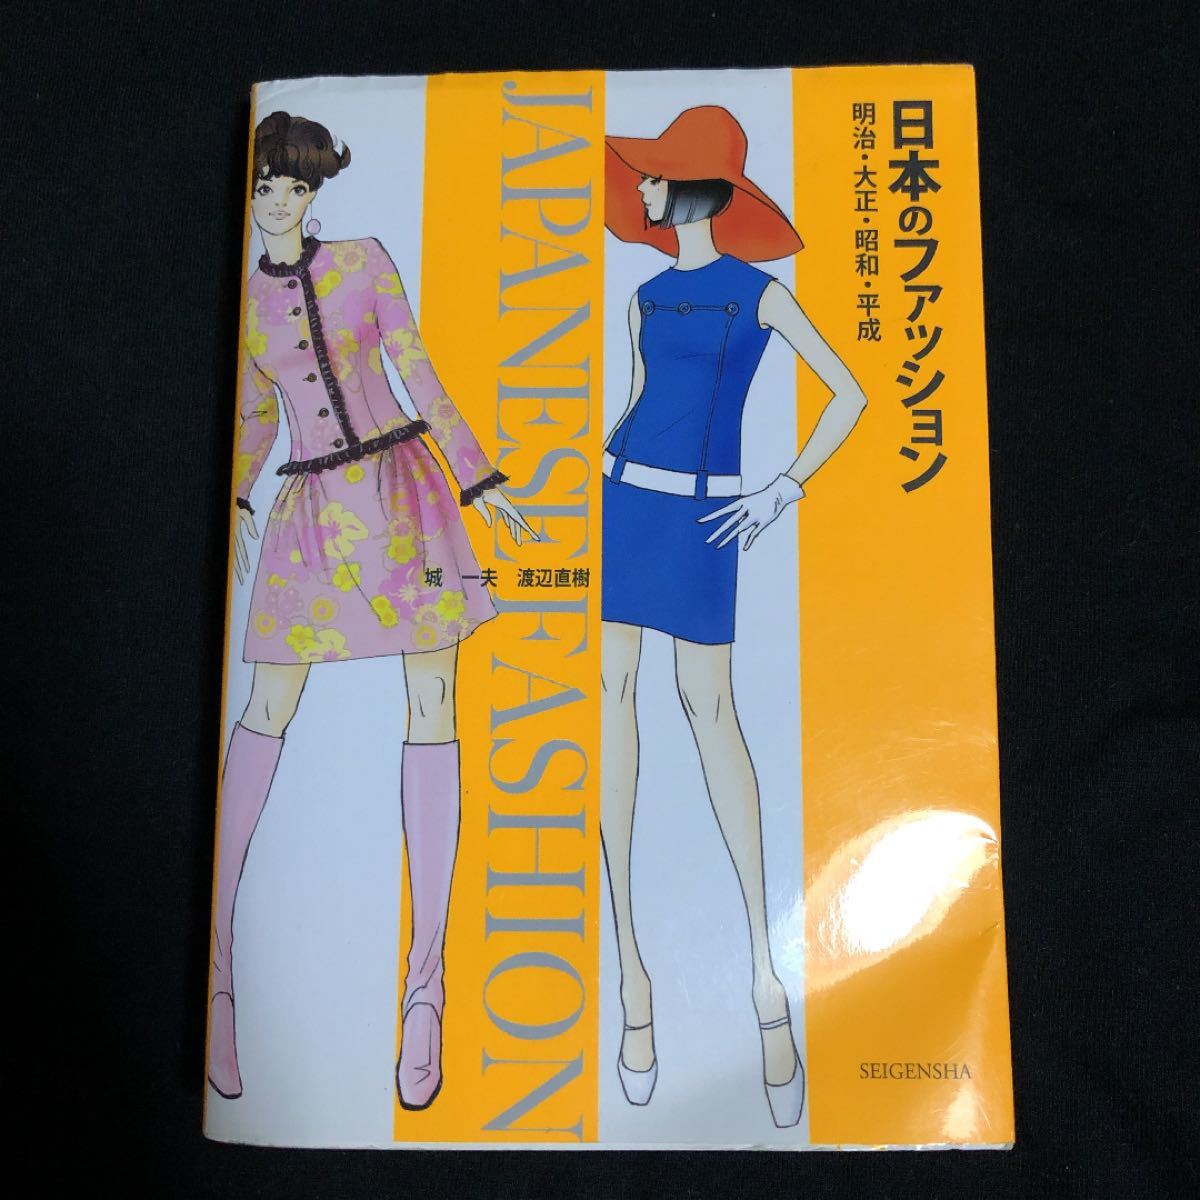 日本のファッション
明治・大正・昭和・平成
JAPANESE FASHION
城 一夫 渡辺直樹
SEIGENSHA